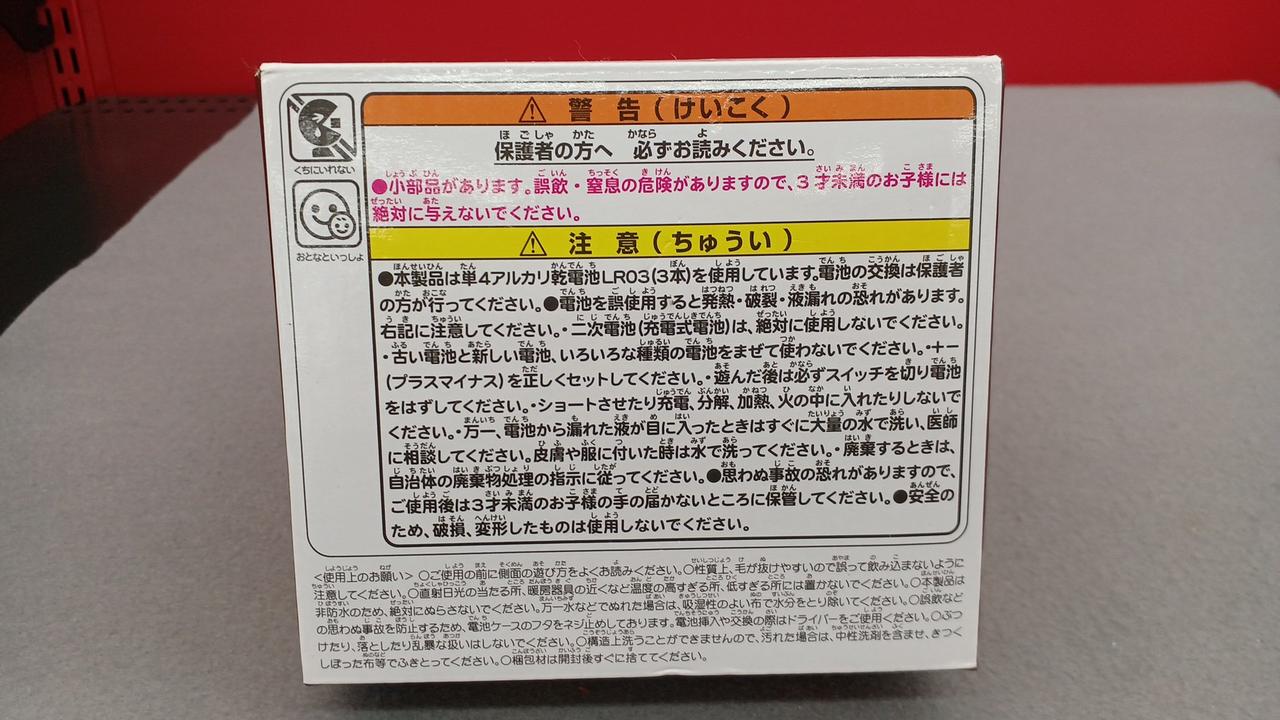 警告(けいこく)
保護者の方へ 必ずお読みください。
くちにいれない
●小部品があります。誤飲・窒息の危険がありますので、3才未満のお子様には
絶対に与えないでください。
おとなといっしょ
注意(ちゅうい)
●本製品は単4アルカリ乾電池LR03(3本)を使用しています。電池の交換は保護者
の方が行ってください。●電池を誤使用すると発熱・破裂・液漏れの恐れがあります。
右記に注意してください。・二次電池(充電式電池)は、絶対に使用しないでください。
・古い電池と新しい電池、いろいろな種類の電池をまぜて使わないでください。・+−
(プラスマイナス)を正しくセットしてください。・遊んだ後は必ずスイッチを切り電池
をはずしてください。・ショートさせたり充電、分解、加熱、火の中に入れたりしないで
ください。・万一、電池から漏れた液が目に入ったときはすぐに大量の水で洗い、医師
に相談してください。皮膚や服に付いた時は水で洗ってください。・廃棄するときは、
自治体の廃棄物処理の指示に従ってください。●思わぬ事故の恐れがありますので、
ご使用後は3才未満のお子様の手の届かないところに保管してください。●安全の
ため、破損、変形したものは使用しないでください。
<使用上のお願い> ○ご使用の前に側面の遊び方をよくお読みください。○性質上、毛が抜けやすいので誤って飲み込まないように
注意してください。○直射日光の当たる所、暖房器具の近くなど温度の高すぎる所、低すぎる所には置かないでください。○本製品は
非防水のため、絶対にぬらさないでください。万一水などでぬれた場合は、吸湿性のよい布で水分をとり除いてください。○誤飲など
の思わぬ事故を防止するため、電池ケースのフタをネジ止めしております。電池挿入や交換の際はドライバーをご使用ください。○ぶつ
けたり、落としたり乱暴な扱いはしないでください。○構造上洗うことができませんので、汚れた場合は、中性洗剤を含ませ、きつく
しぼった布等でふきとってください。○梱包材は開封後すぐに捨ててください。